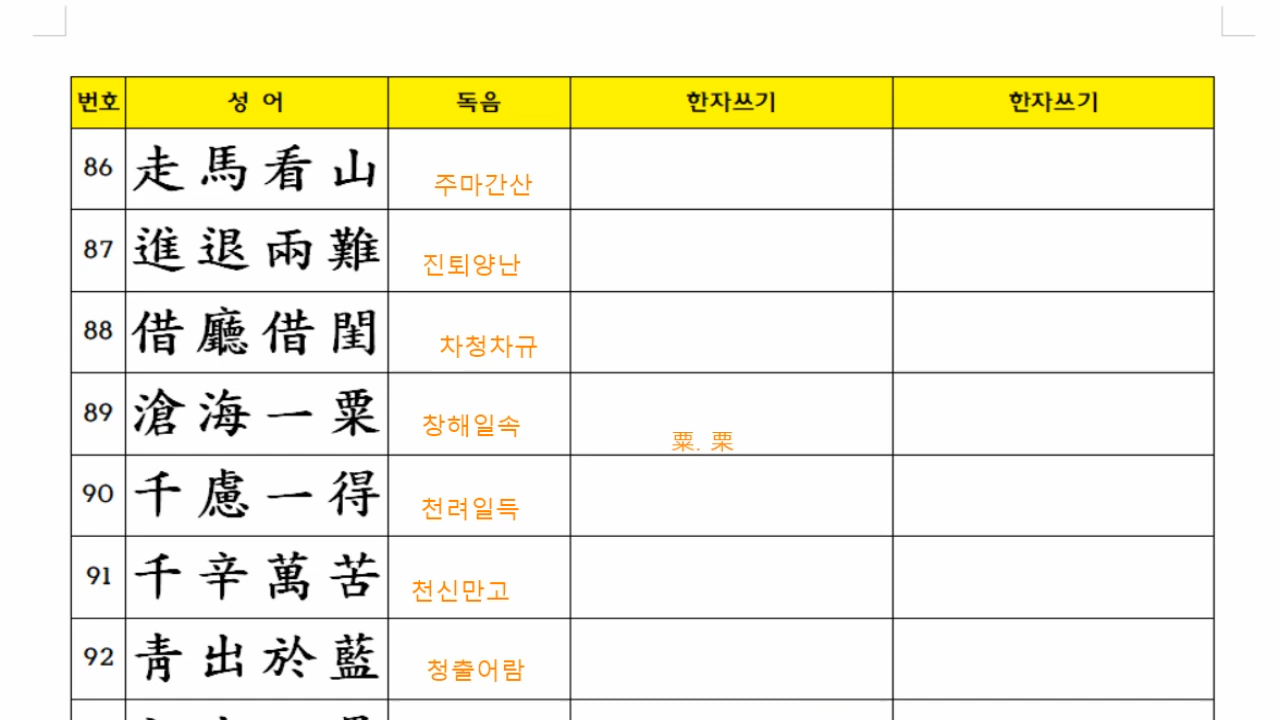 번호 성 어 독음 한자쓰기 한자쓰기
86 走馬看山 주마간산
87 進退兩難 진퇴양난
88 借廳借閨 차청차규
89 滄海一粟 창해일속 粟. 栗
90 千慮一得 천려일득
91 千辛萬苦 천신만고
92 靑出於藍 청출어람